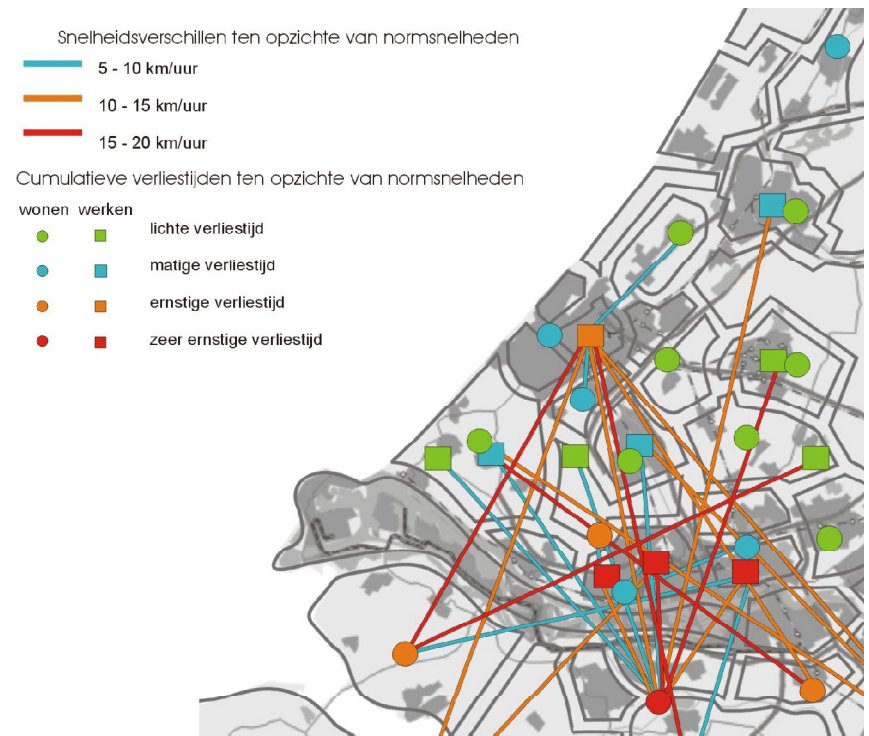 Snelheidsverschillen ten opzichte van normsnelheden
5 - 10 km/uur
10 - 15 km/uur
15 - 20 km/uur
Cumulatieve verliestijden ten opzichte van normsnelheden
wonen werken
lichte verliestijd
matige verliestijd
ernstige verliestijd
zeer ernstige verliestijd